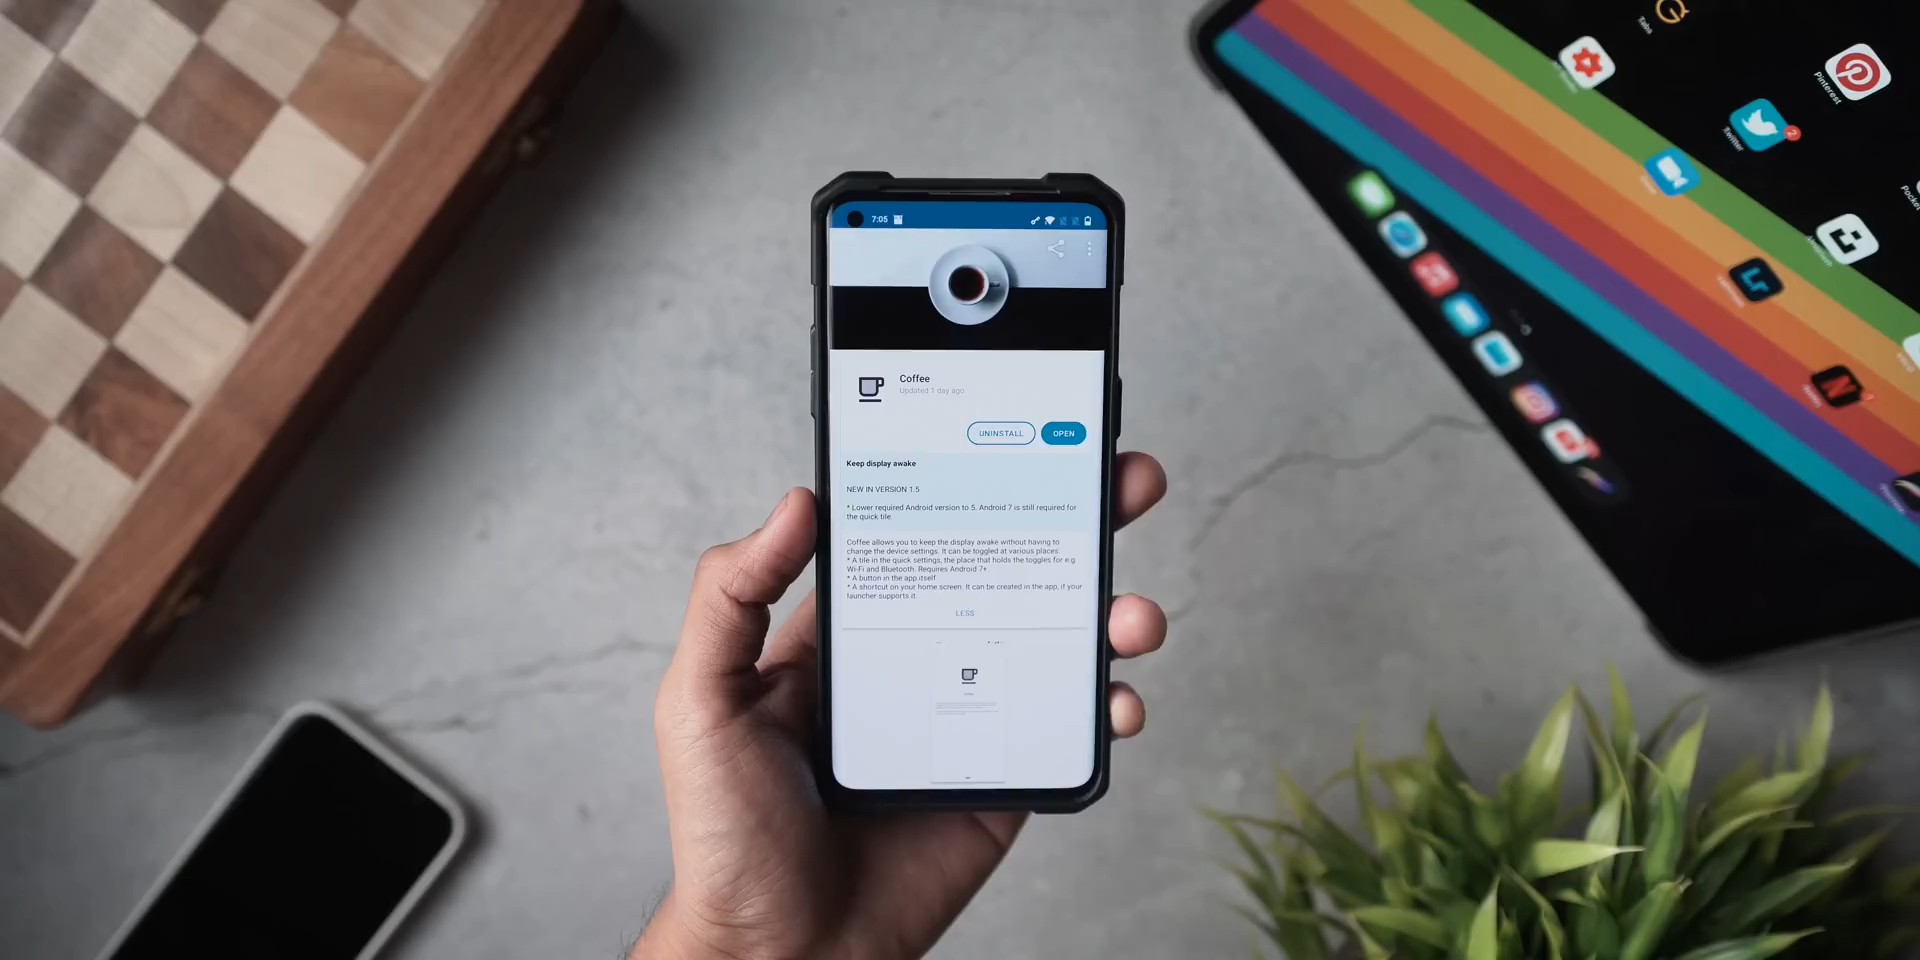 7:05
Coffee
Updated 1 day ago
UNINSTALL
OPEN
Keep display awake
NEW IN VERSION 1.5
* Lower required Android version to 5. Android 7 is still required for
the quick tile.
Coffee allows you to keep the display awake without having to
change the device settings. It can be toggled at various places:
* A tile in the quick settings, the place that holds the toggles for e.g
Wi-Fi and Bluetooth. Requires Android 7+.
* A button in the app itself
* A shortcut on your home screen. It can be created in the app, if your
launcher supports it.
LESS
Tabs
Pinterest
Twitter
2
Pocket
Unsplash
Lr
N